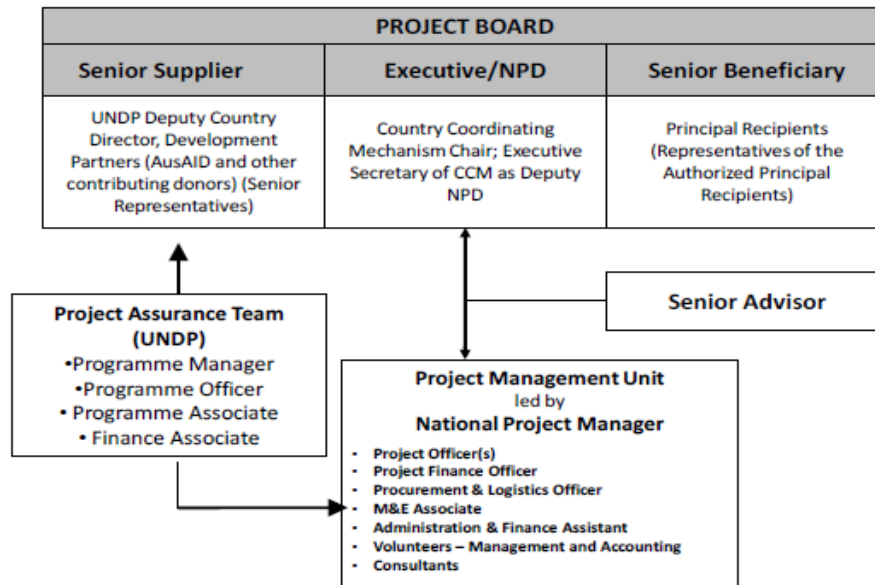 PROJECT BOARD
Senior Supplier
Executive/NPD
Senior Beneficiary
UNDP Deputy Country
Director, Development
Partners (AusAID and other
contributing donors) (Senior
Representatives)
Country Coordinating
Mechanism Chair; Executive
Secretary of CCM as Deputy
NPD
Principal Recipients
(Representatives of the
Authorized Principal
Recipients)
Senior Advisor
Project Assurance Team
(UNDP)
•Programme Manager
•Programme Officer
• Programme Associate
• Finance Associate
Project Management Unit
led by
National Project Manager
• Project Officer(s)
• Project Finance Officer
• Procurement & Logistics Officer
• M&E Associate
• Administration & Finance Assistant
• Volunteers – Management and Accounting
• Consultants